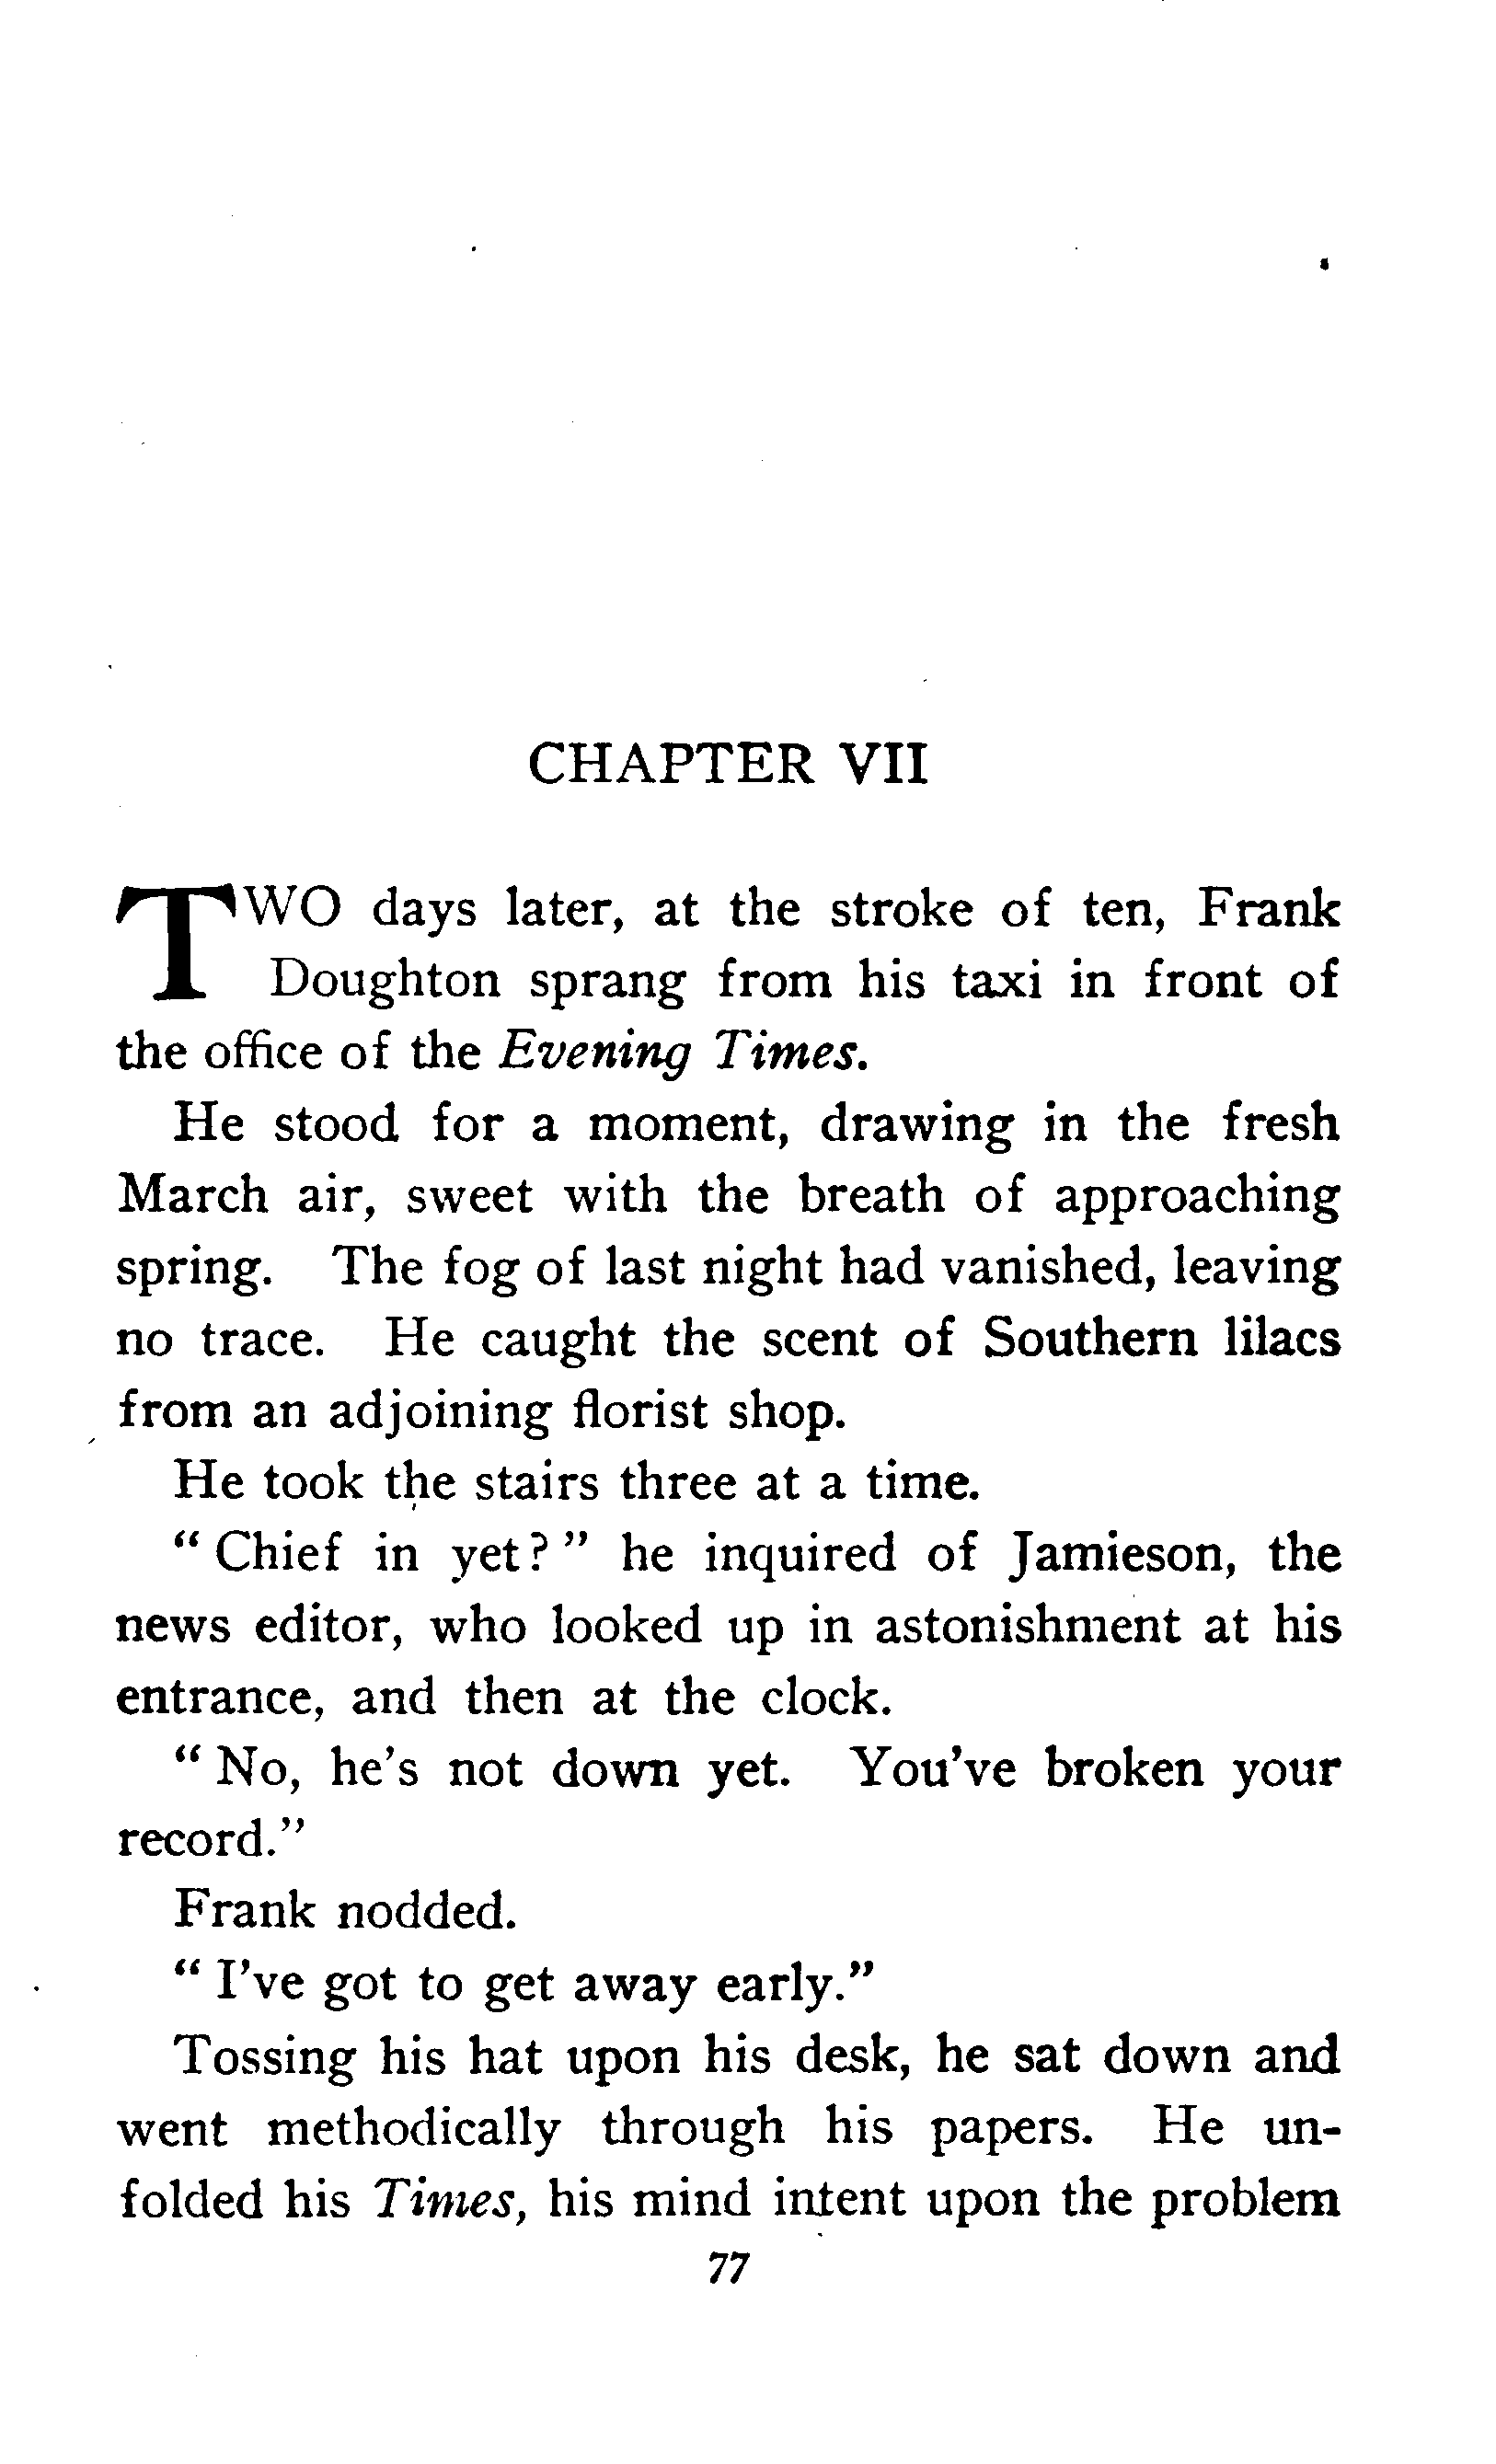 CHAPTER VII
TWO days later, at the stroke of ten, Frank
Doughton sprang from his taxi in front of
the office of the Evening Times.
He stood for a moment, drawing in the fresh
March air, sweet with the breath of approaching
spring. The fog of last night had vanished, leaving
no trace. He caught the scent of Southern lilacs
from an adjoining florist shop.
He took the stairs three at a time.
" Chief in yet? " he inquired of Jamieson, the
news editor, who looked up in astonishment at his
entrance, and then at the clock.
" No, he's not down yet. You've broken your
record."
Frank nodded.
" I've got to get away early."
Tossing his hat upon his desk, he sat down and
went methodically through his papers. He un-
folded his Times, his mind intent upon the problem
77